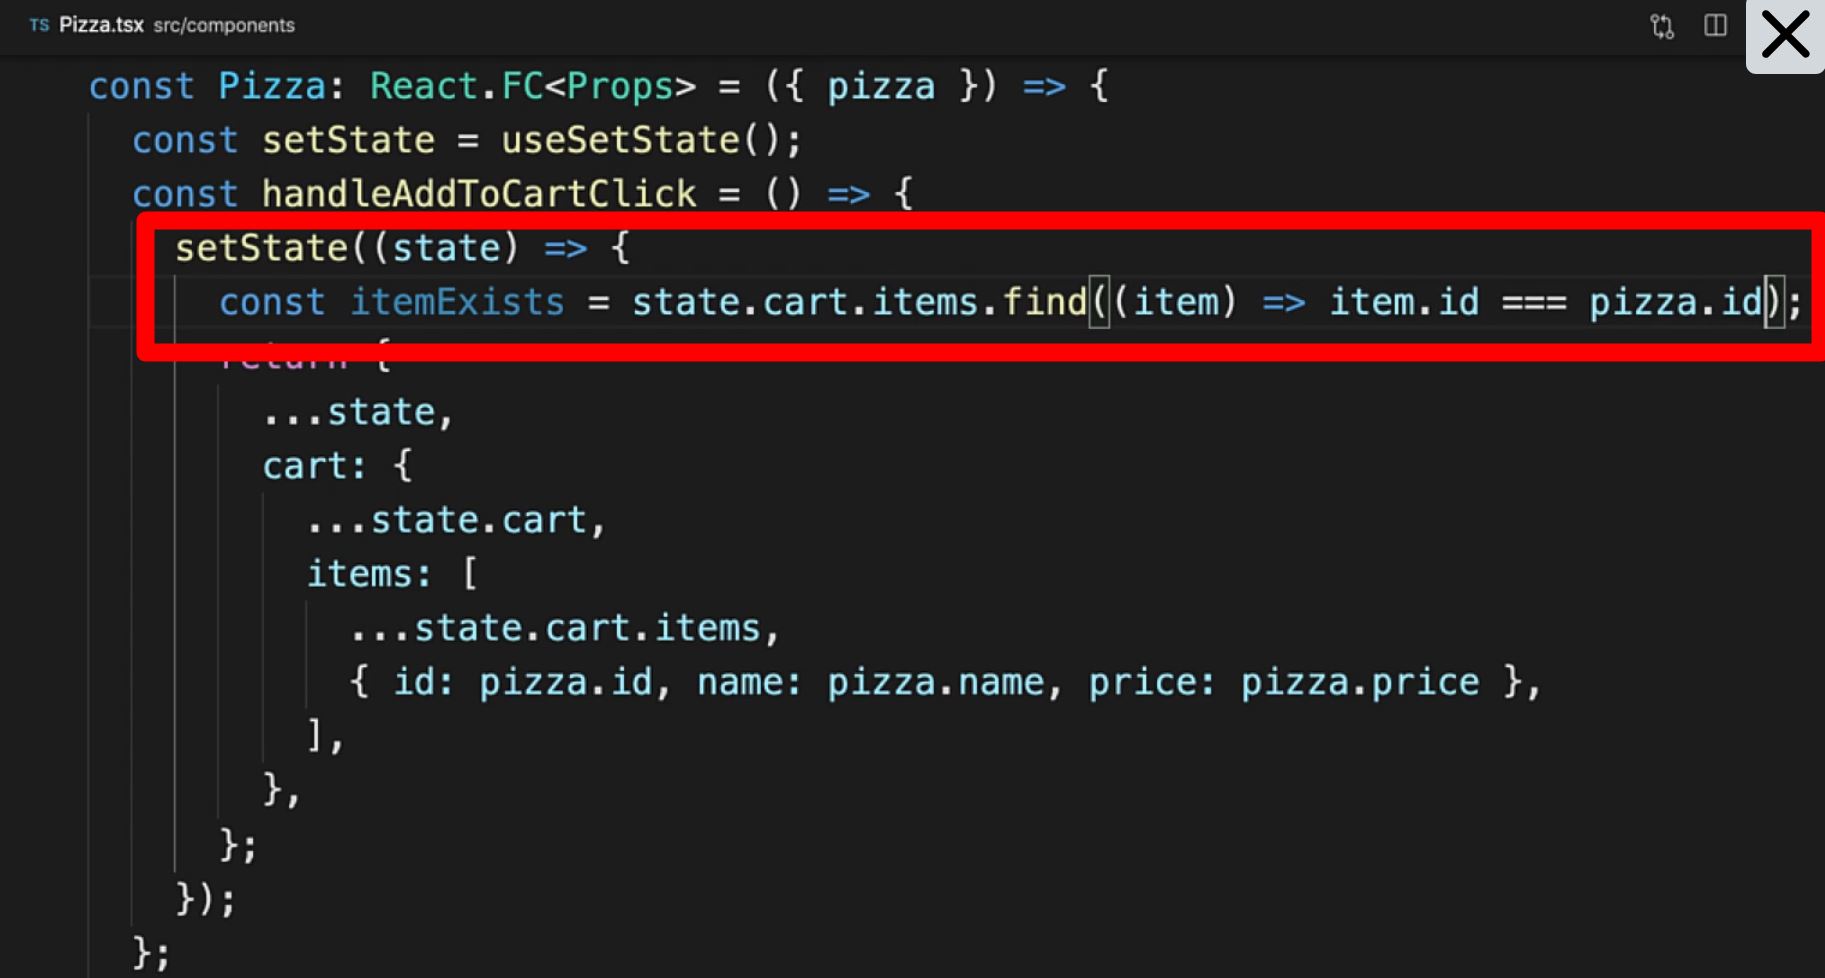 TS Pizza.tsx src/components
const Pizza: React.FC<Props> = ({ pizza }) => {
const setState = useSetState();
const handleAddToCartClick = () => {
setState((state) => {
const itemExists = state.cart.items.find((item) => item.id === pizza.id);
return {
...state,
cart: {
...state.cart,
items: [
...state.cart.items,
{ id: pizza.id, name: pizza.name, price: pizza.price },
],
},
};
});
};